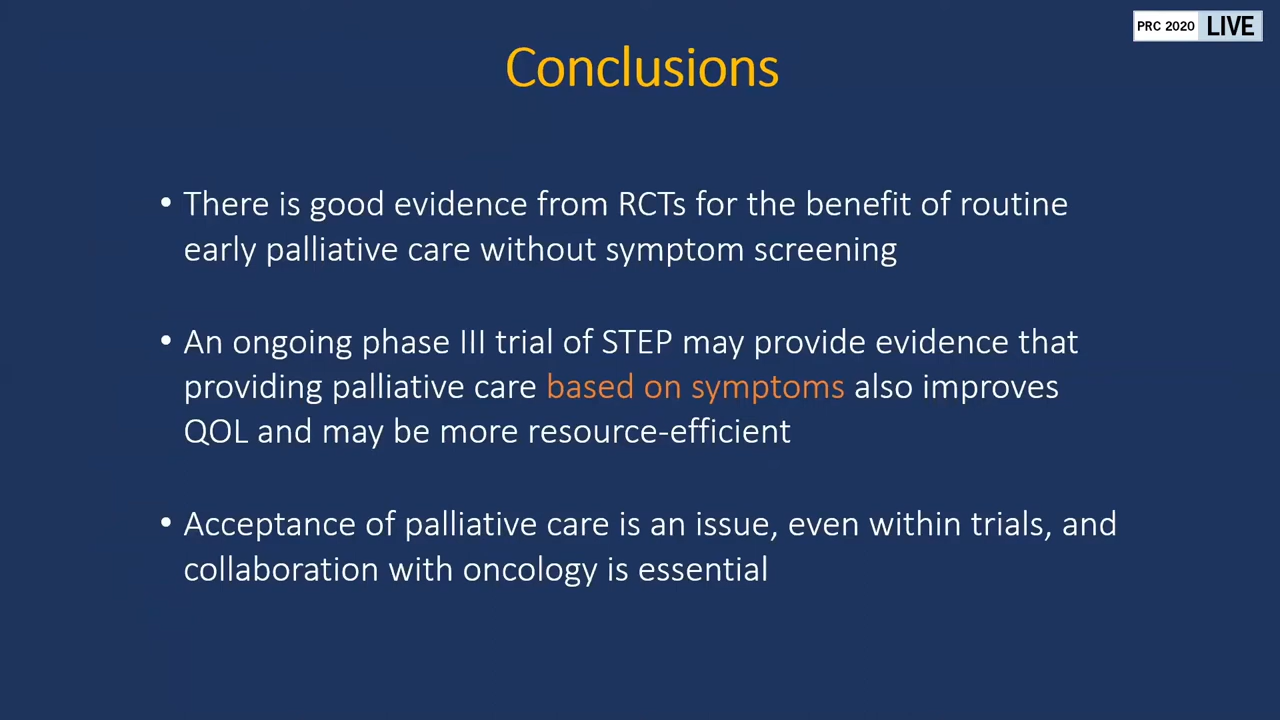 PRC 2020 LIVE
Conclusions
• There is good evidence from RCTs for the benefit of routine
early palliative care without symptom screening
• An ongoing phase III trial of STEP may provide evidence that
providing palliative care based on symptoms also improves
QOL and may be more resource-efficient
• Acceptance of palliative care is an issue, even within trials, and
collaboration with oncology is essential